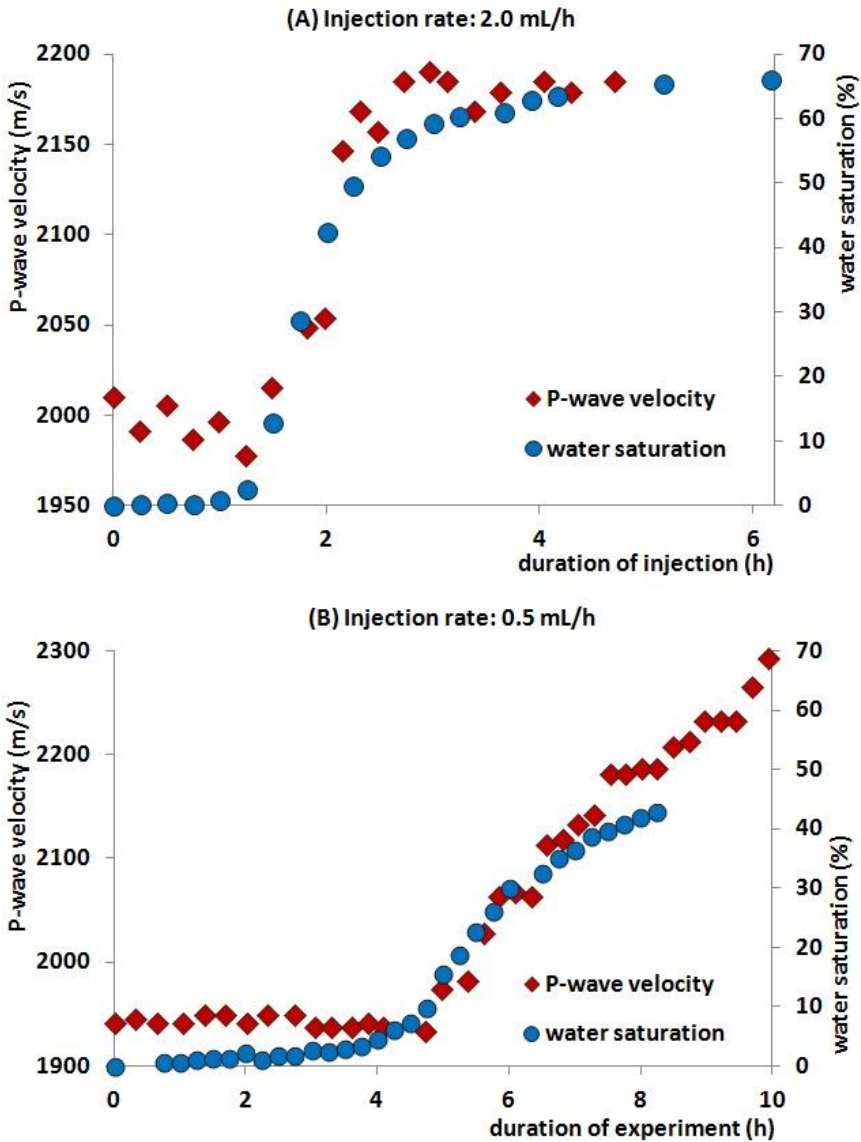 (A) Injection rate: 2.0 mL/h
P-wave velocity (m/s)
2200
2150
2100
2050
2000
1950
70
60
50
40
30
20
10
0
water saturation (%)
P-wave velocity
water saturation
0 2 4 6
duration of injection (h)
(B) Injection rate: 0.5 mL/h
P-wave velocity (m/s)
2300
2200
2100
2000
1900
70
60
50
40
30
20
10
0
water saturation (%)
P-wave velocity
water saturation
0 2 4 6 8 10
duration of experiment (h)